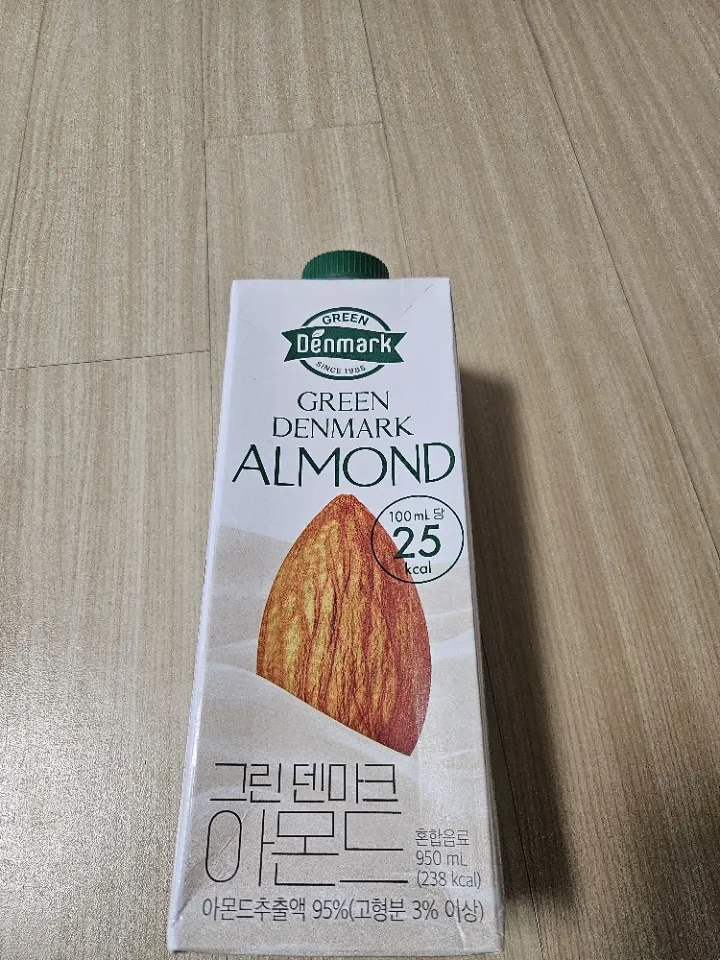 GREEN
Denmark
SINCE 1985
GREEN
DENMARK
ALMOND
100 mL 당
25
kcal
그린 덴마크
아몬드
혼합음료
950 mL
(238 kcal)
아몬드추출액 95%(고형분 3% 이상)